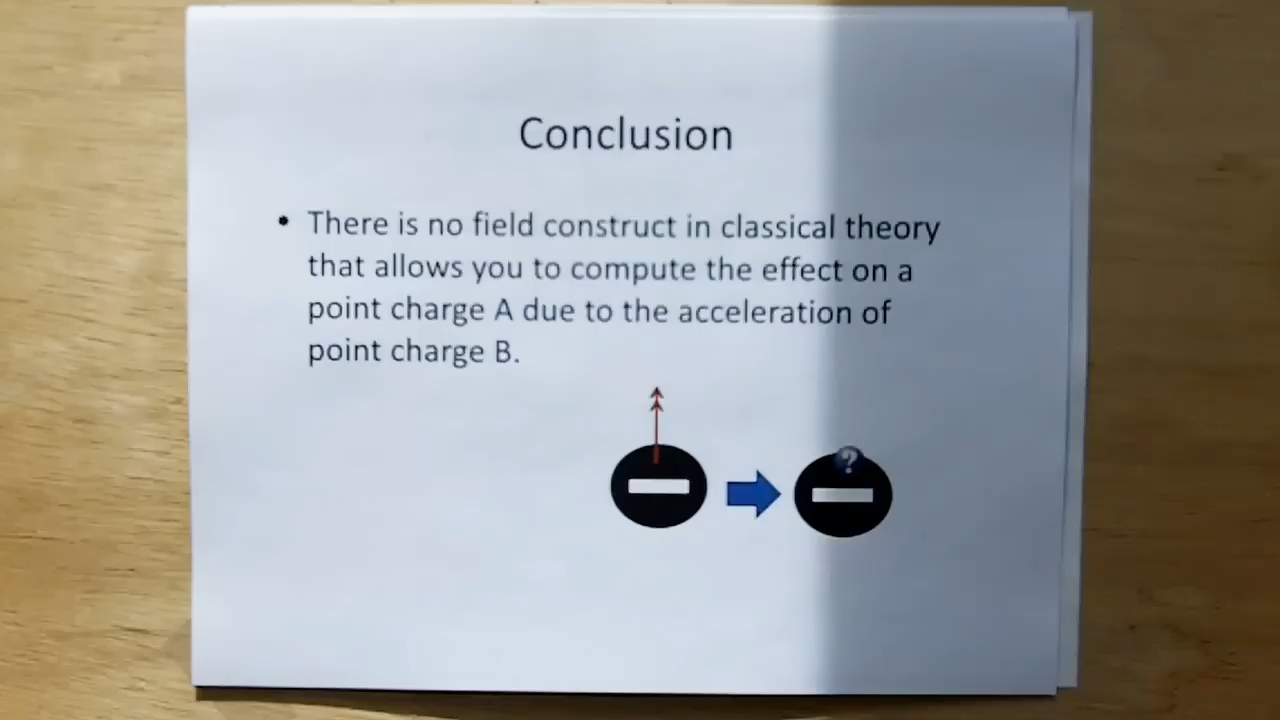 Conclusion
• There is no field construct in classical theory
that allows you to compute the effect on a
point charge A due to the acceleration of
point charge B.
?